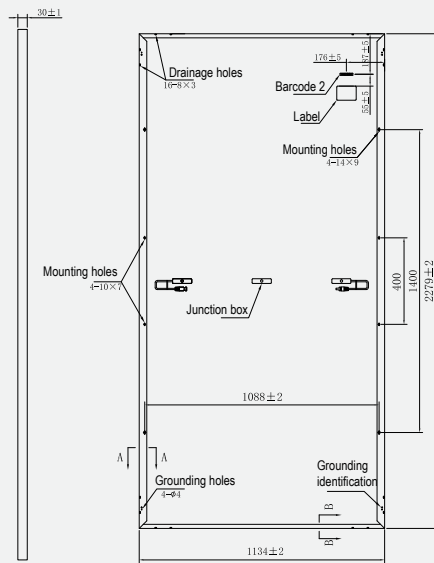 30±1
187±5
176±5
Drainage holes
16-8×3
Barcode 2
55±5
Label
Mounting holes
4-14×9
Mounting holes
4-10×7
400
1400
2279±2
Junction box
1088±2
A A
Grounding holes
4-ø4
Grounding
identification
B
B
1134±2